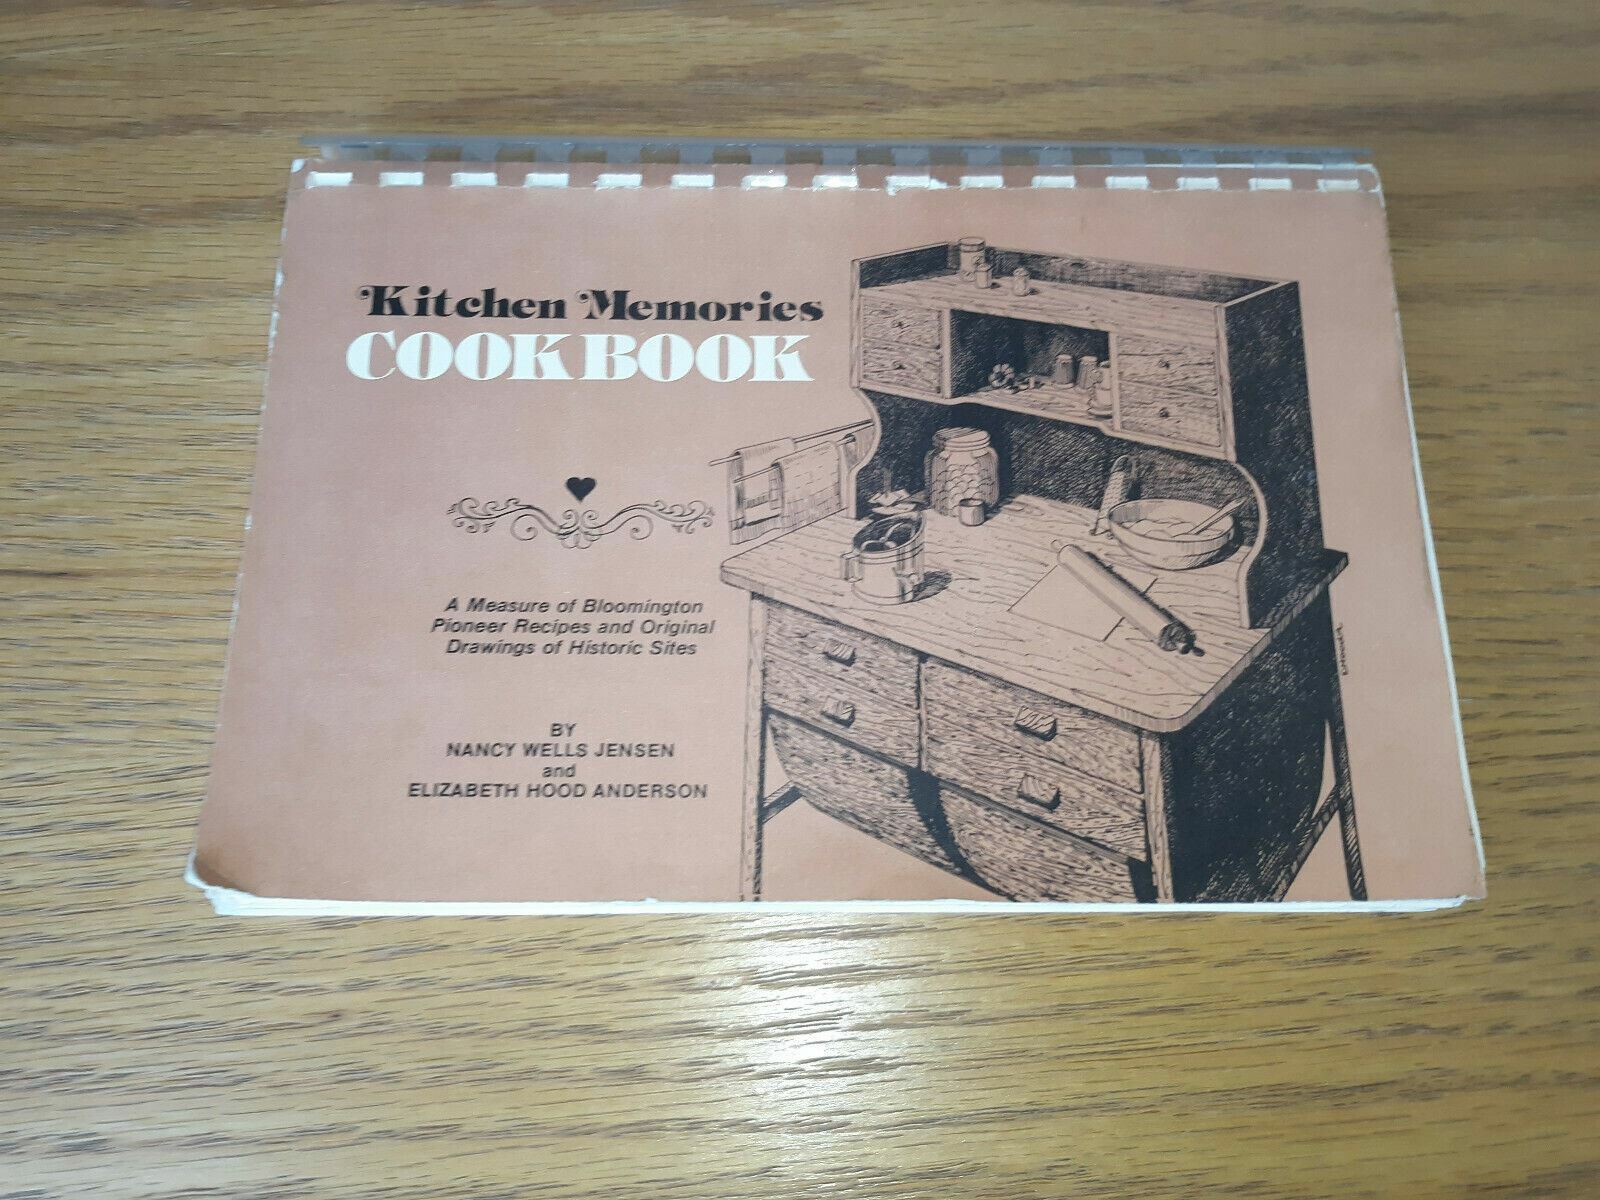 Kitchen Memories
COOKBOOK
A Measure of Bloomington
Pioneer Recipes and Original
Drawings of Historic Sites
BY
NANCY WELLS JENSEN
and
ELIZABETH HOOD ANDERSON